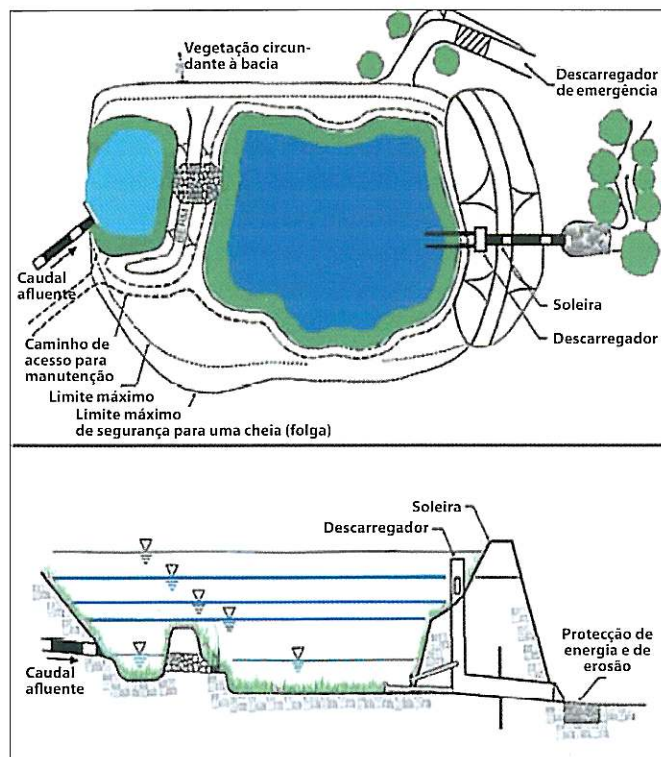 Vegetação circun-
dante à bacia
Descarregador
de emergência
Caudal
afluente
Soleira
Descarregador
Caminho de
acesso para
manutenção
Limite máximo
Limite máximo
de segurança para uma cheia (folga)
Soleira
Descarregador
Protecção de
energia e de
erosão
Caudal
afluente